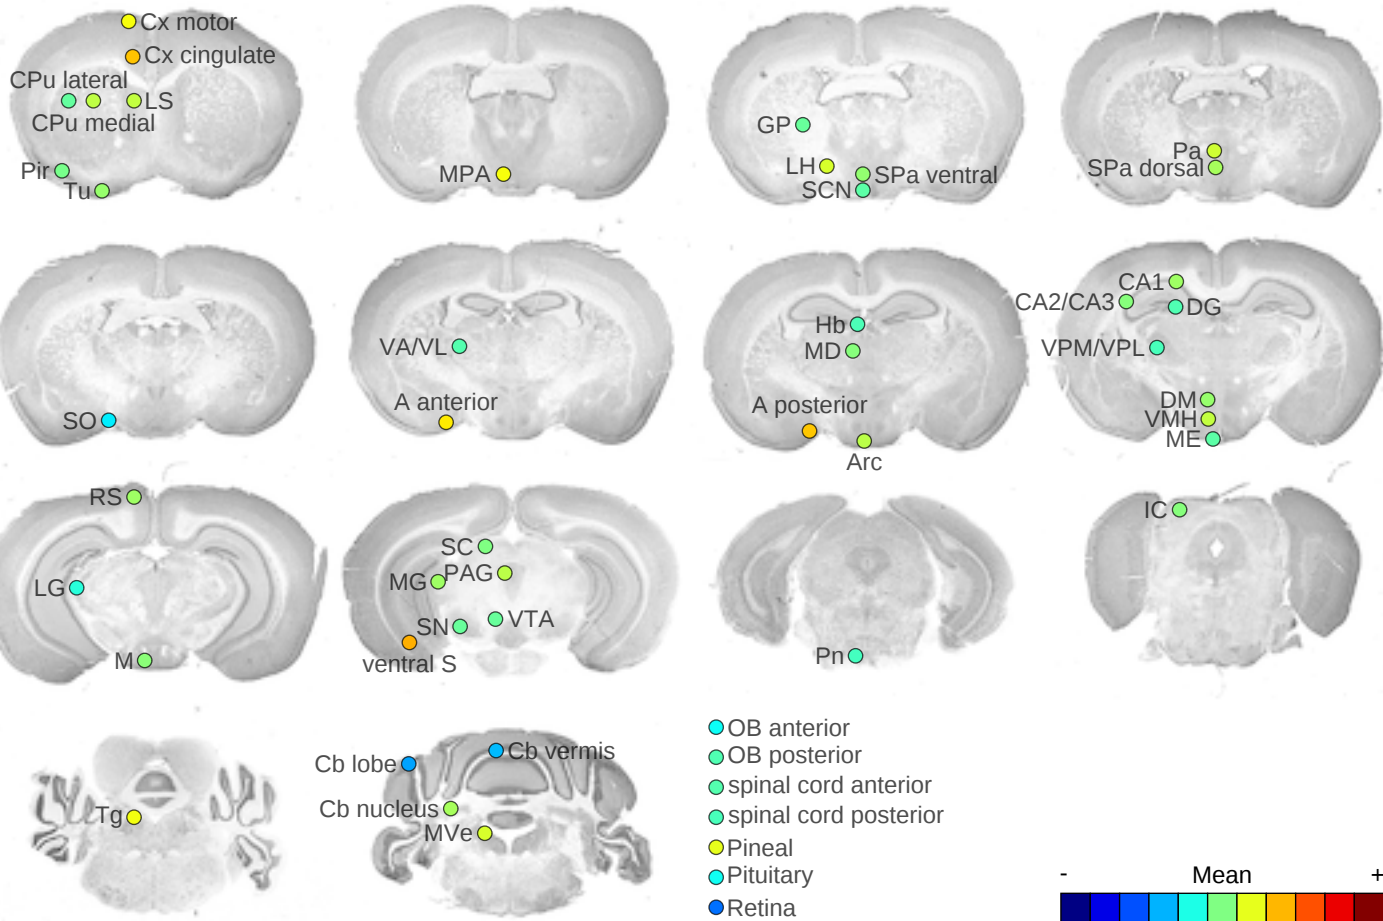 Cx motor
Cx cingulate
CPu lateral
LS
CPu medial
Pir
Tu
MPA
GP
LH
SPa ventral
SCN
Pa
SPa dorsal
SO
VA/VL
A anterior
Hb
MD
A posterior
Arc
CA1
CA2/CA3
DG
VPM/VPL
DM
VMH
ME
RS
LG
M
SC
MG
PAG
SN
VTA
ventral S
Pn
IC
Tg
Cb lobe
Cb vermis
Cb nucleus
MVe
OB anterior
OB posterior
spinal cord anterior
spinal cord posterior
Pineal
Pituitary
Retina
- Mean +